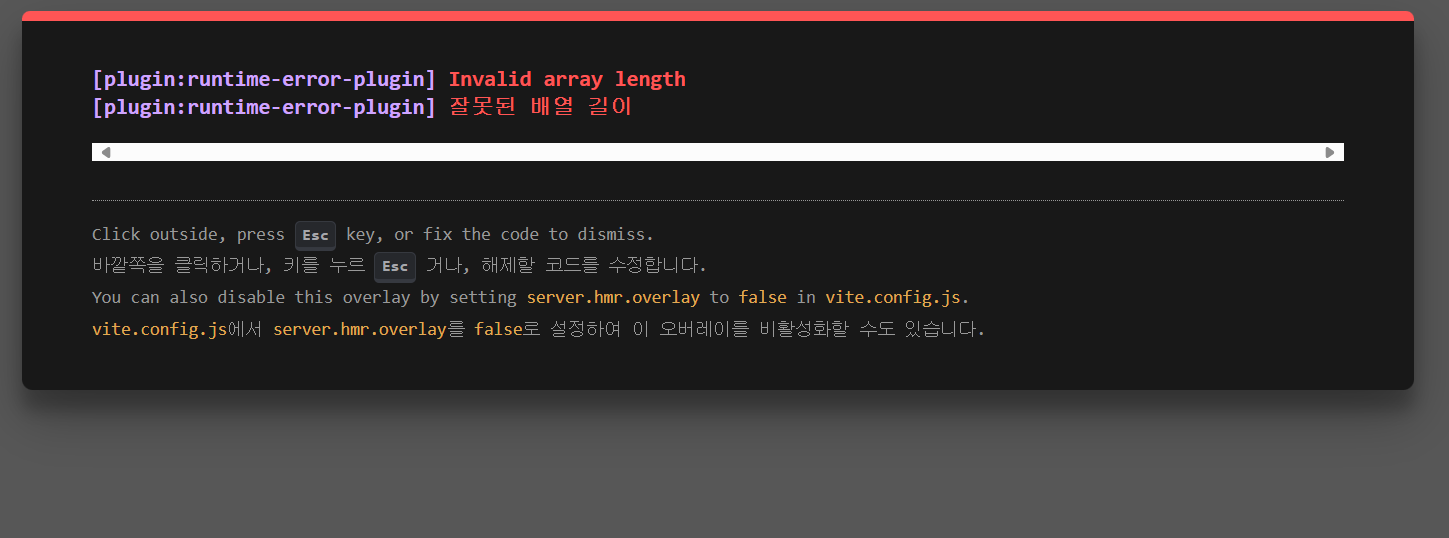 [plugin:runtime-error-plugin] Invalid array length
[plugin:runtime-error-plugin] 잘못된 배열 길이
Click outside, press Esc key, or fix the code to dismiss.
바깥쪽을 클릭하거나, 키를 누르 Esc 거나, 해제할 코드를 수정합니다.
You can also disable this overlay by setting server.hmr.overlay to false in vite.config.js.
vite.config.js에서 server.hmr.overlay를 false로 설정하여 이 오버레이를 비활성화할 수도 있습니다.